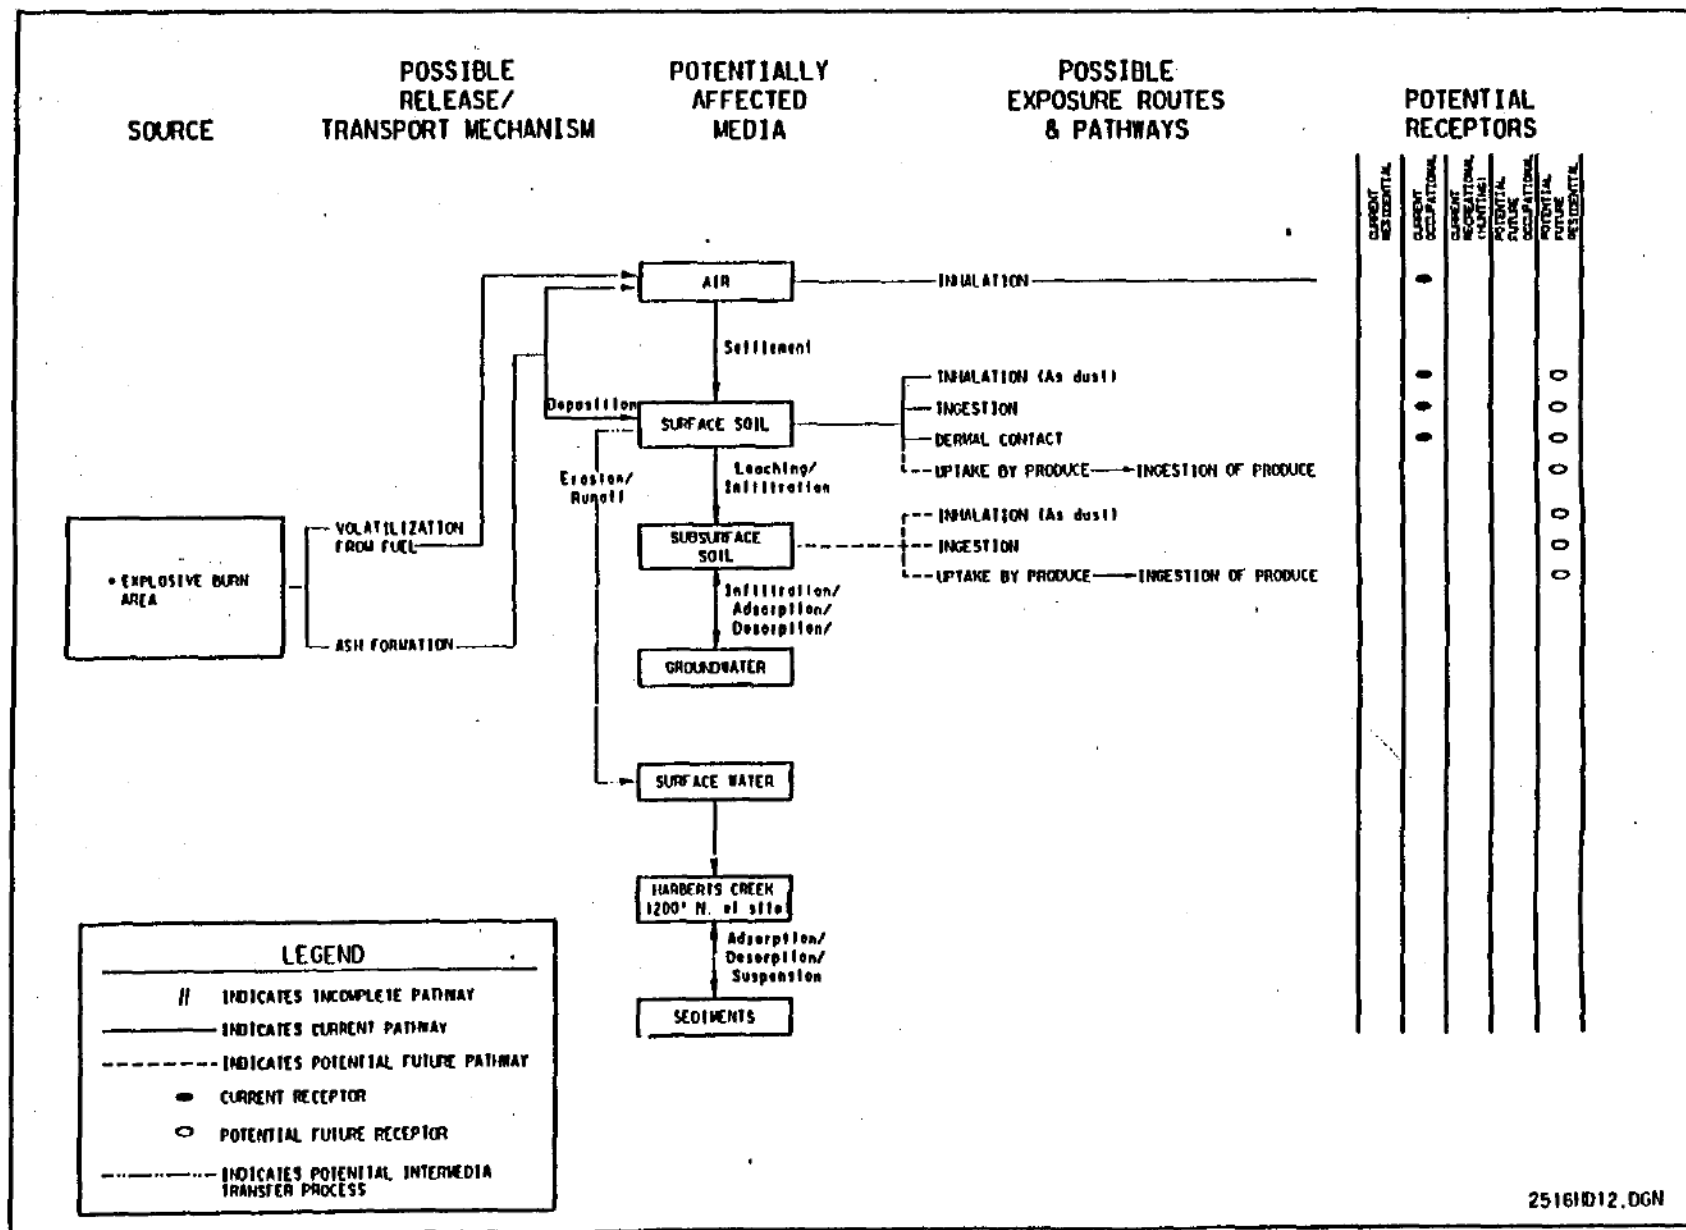 SOURCE
POSSIBLE
RELEASE/
TRANSPORT MECHANISM
POTENTIALLY
AFFECTED
MEDIA
POSSIBLE
EXPOSURE ROUTES
& PATHWAYS
POTENTIAL
RECEPTORS
CURRENT
RESIDENTIAL
CURRENT
OCCUPATIONAL
CURRENT
RECREATIONAL
(HUNTING)
POTENTIAL
FUTURE
OCCUPATIONAL
POTENTIAL
FUTURE
RESIDENTIAL
AIR
INHALATION
Settlement
Deposition
SURFACE SOIL
INHALATION (As dust)
INGESTION
DERMAL CONTACT
UPTAKE BY PRODUCE
INGESTION OF PRODUCE
Erosion/
Runoff
Leaching/
Infiltration
• EXPLOSIVE BURN
AREA
VOLATILIZATION
FROM FUEL
ASH FORMATION
SUBSURFACE
SOIL
INHALATION (As dust)
INGESTION
UPTAKE BY PRODUCE
INGESTION OF PRODUCE
Infiltration/
Adsorption/
Desorption/
GROUNDWATER
SURFACE WATER
HARBERTS CREEK
1200' N. of site
Adsorption/
Desorption/
Suspension
SEDIMENTS
LEGEND
// INDICATES INCOMPLETE PATHWAY
INDICATES CURRENT PATHWAY
INDICATES POTENTIAL FUTURE PATHWAY
CURRENT RECEPTOR
POTENTIAL FUTURE RECEPTOR
INDICATES POTENTIAL INTERMEDIA
TRANSFER PROCESS
2516HD12.DGN